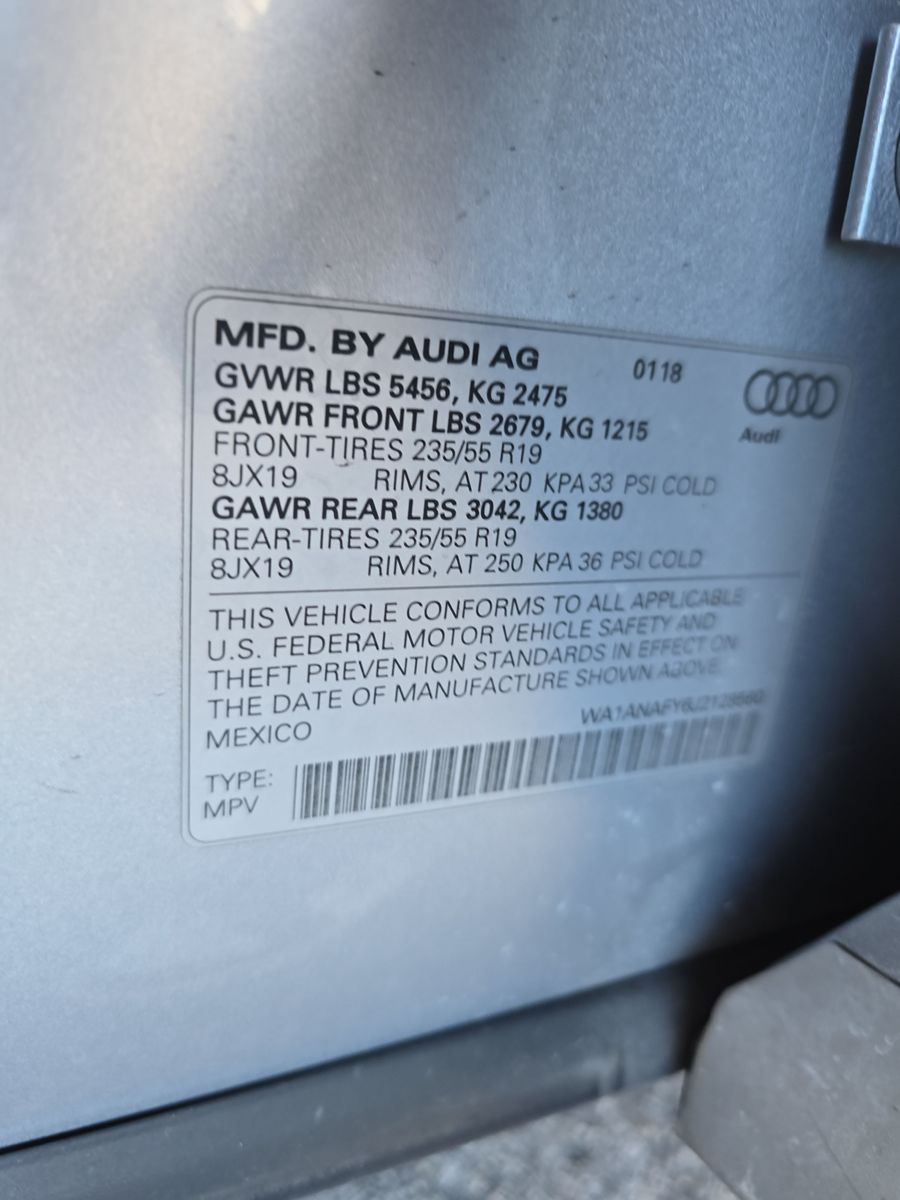 MFD. BY AUDI AG 0118
GVWR LBS 5456, KG 2475
GAWR FRONT LBS 2679, KG 1215
Audi
FRONT-TIRES 235/55 R19
8JX19 RIMS, AT 230 KPA 33 PSI COLD
GAWR REAR LBS 3042, KG 1380
REAR-TIRES 235/55 R19
8JX19 RIMS, AT 250 KPA 36 PSI COLD
THIS VEHICLE CONFORMS TO ALL APPLICABLE
U.S. FEDERAL MOTOR VEHICLE SAFETY AND
THEFT PREVENTION STANDARDS IN EFFECT ON
THE DATE OF MANUFACTURE SHOWN ABOVE.
MEXICO
TYPE:
MPV